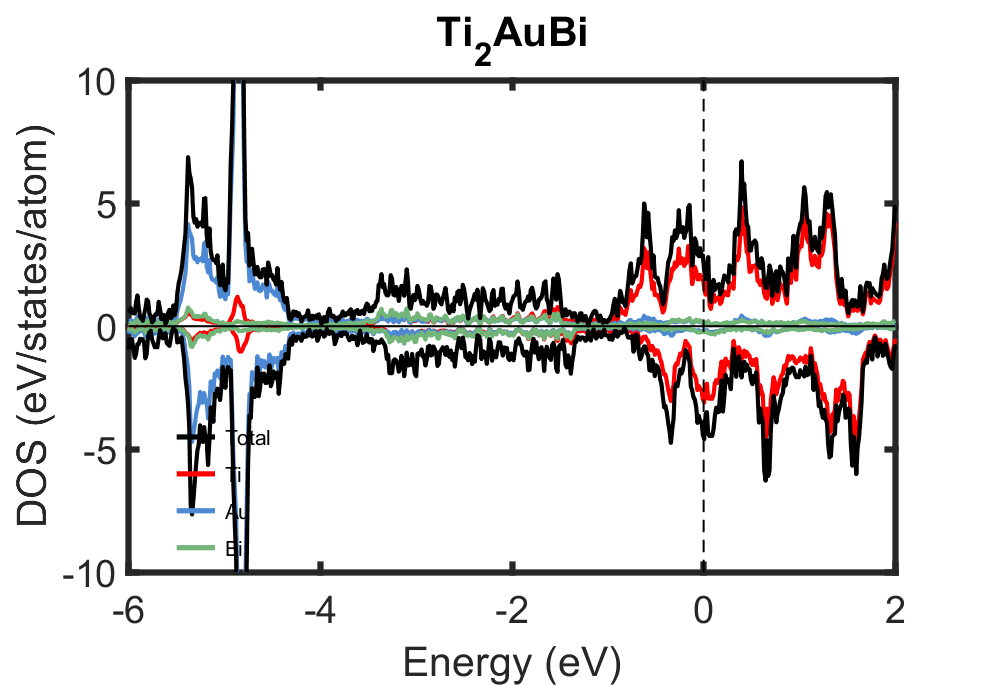 Ti₂AuBi
DOS (eV/states/atom)
10
5
0
-5
-10
Total
Ti
Au
Bi
-6 -4 -2 0 2
Energy (eV)